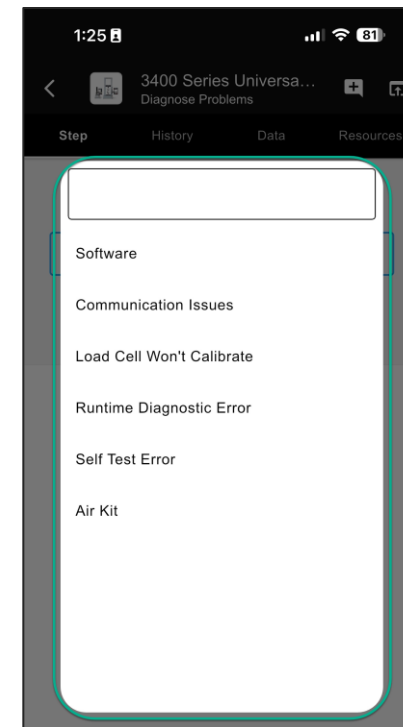 1:25
81
3400 Series Universa...
Diagnose Problems
Step History Data Resources
Software
Communication Issues
Load Cell Won't Calibrate
Runtime Diagnostic Error
Self Test Error
Air Kit